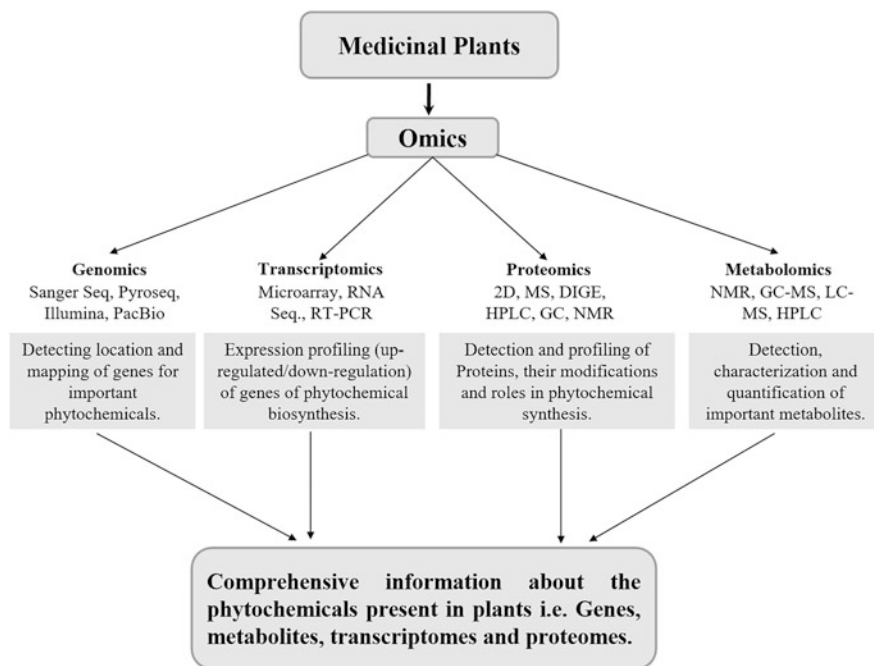 Medicinal Plants
Omics
Genomics
Sanger Seq, Pyroseq,
Illumina, PacBio
Detecting location and
mapping of genes for
important
phytochemicals.
Transcriptomics
Microarray, RNA
Seq., RT-PCR
Expression profiling (up-
regulated/down-regulation)
of genes of phytochemical
biosynthesis.
Proteomics
2D, MS, DIGE,
HPLC, GC, NMR
Detection and profiling of
Proteins, their modifications
and roles in phytochemical
synthesis.
Metabolomics
NMR, GC-MS, LC-
MS, HPLC
Detection,
characterization and
quantification of
important metabolites.
Comprehensive information about the
phytochemicals present in plants i.e. Genes,
metabolites, transcriptomes and proteomes.